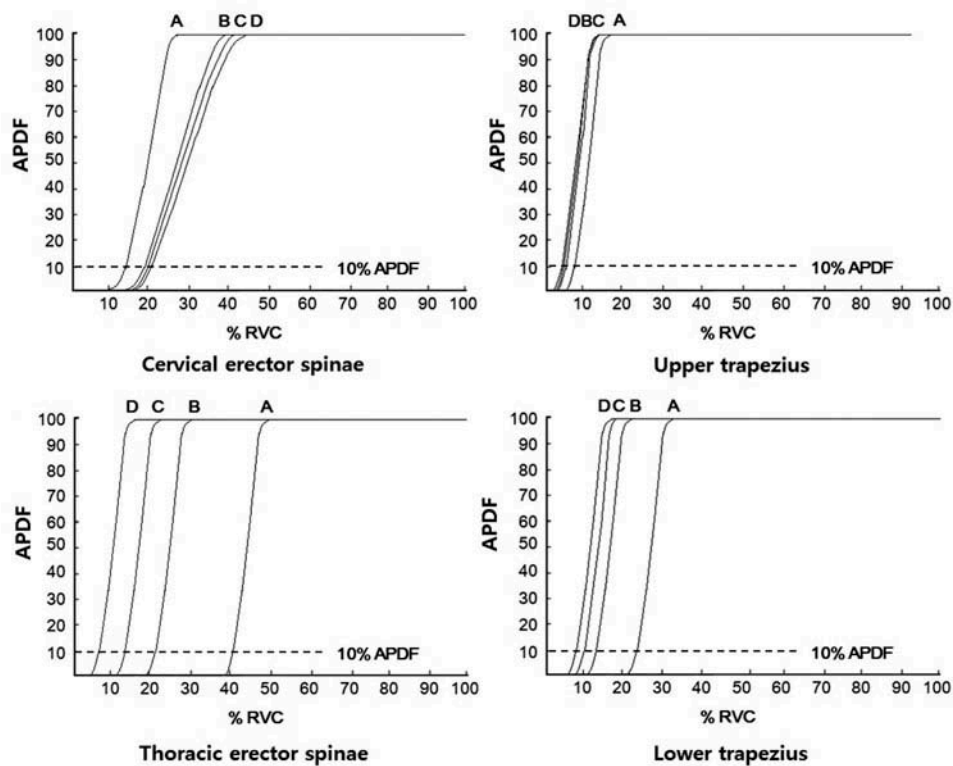 A B C D
100
90
80
70
60
50
40
30
20
10
APDF
10% APDF
10 20 30 40 50 60 70 80 90 100
% RVC
Cervical erector spinae
DBC A
100
90
80
70
60
50
40
30
20
10
APDF
10% APDF
10 20 30 40 50 60 70 80 90 100
% RVC
Upper trapezius
D C B A
100
90
80
70
60
50
40
30
20
10
APDF
10% APDF
10 20 30 40 50 60 70 80 90 100
% RVC
Thoracic erector spinae
D C B A
100
90
80
70
60
50
40
30
20
10
APDF
10% APDF
10 20 30 40 50 60 70 80 90 100
% RVC
Lower trapezius